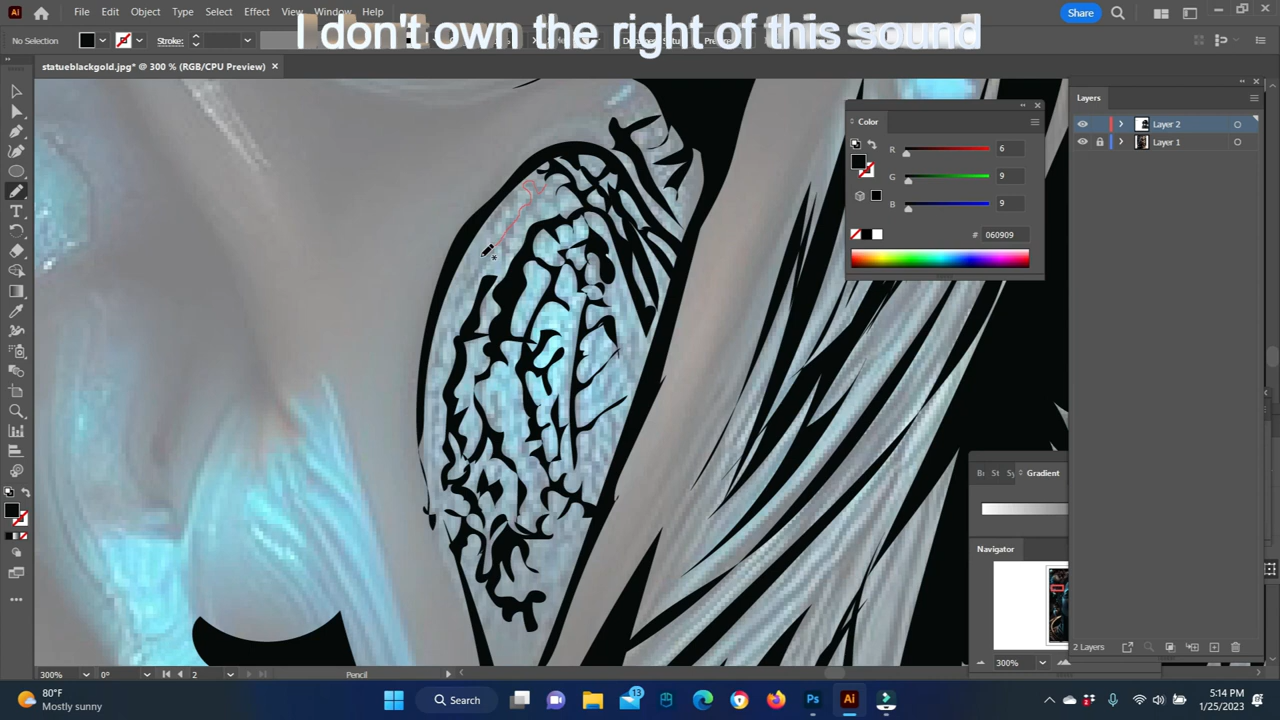 I don't own the right of this sound
File Edit Object Type Select Effect View Window Help
Share
No Selection
Stroke:
statueblackgold.jpg* @ 300 % (RGB/CPU Preview)
Color
R 6
G 9
B 9
# 060909
Layers
Layer 2
Layer 1
Gradient
Navigator
300%
2 Layers
300% 0° 2 Pencil
80°F
Mostly sunny
Search
13
5:14 PM
1/25/2023